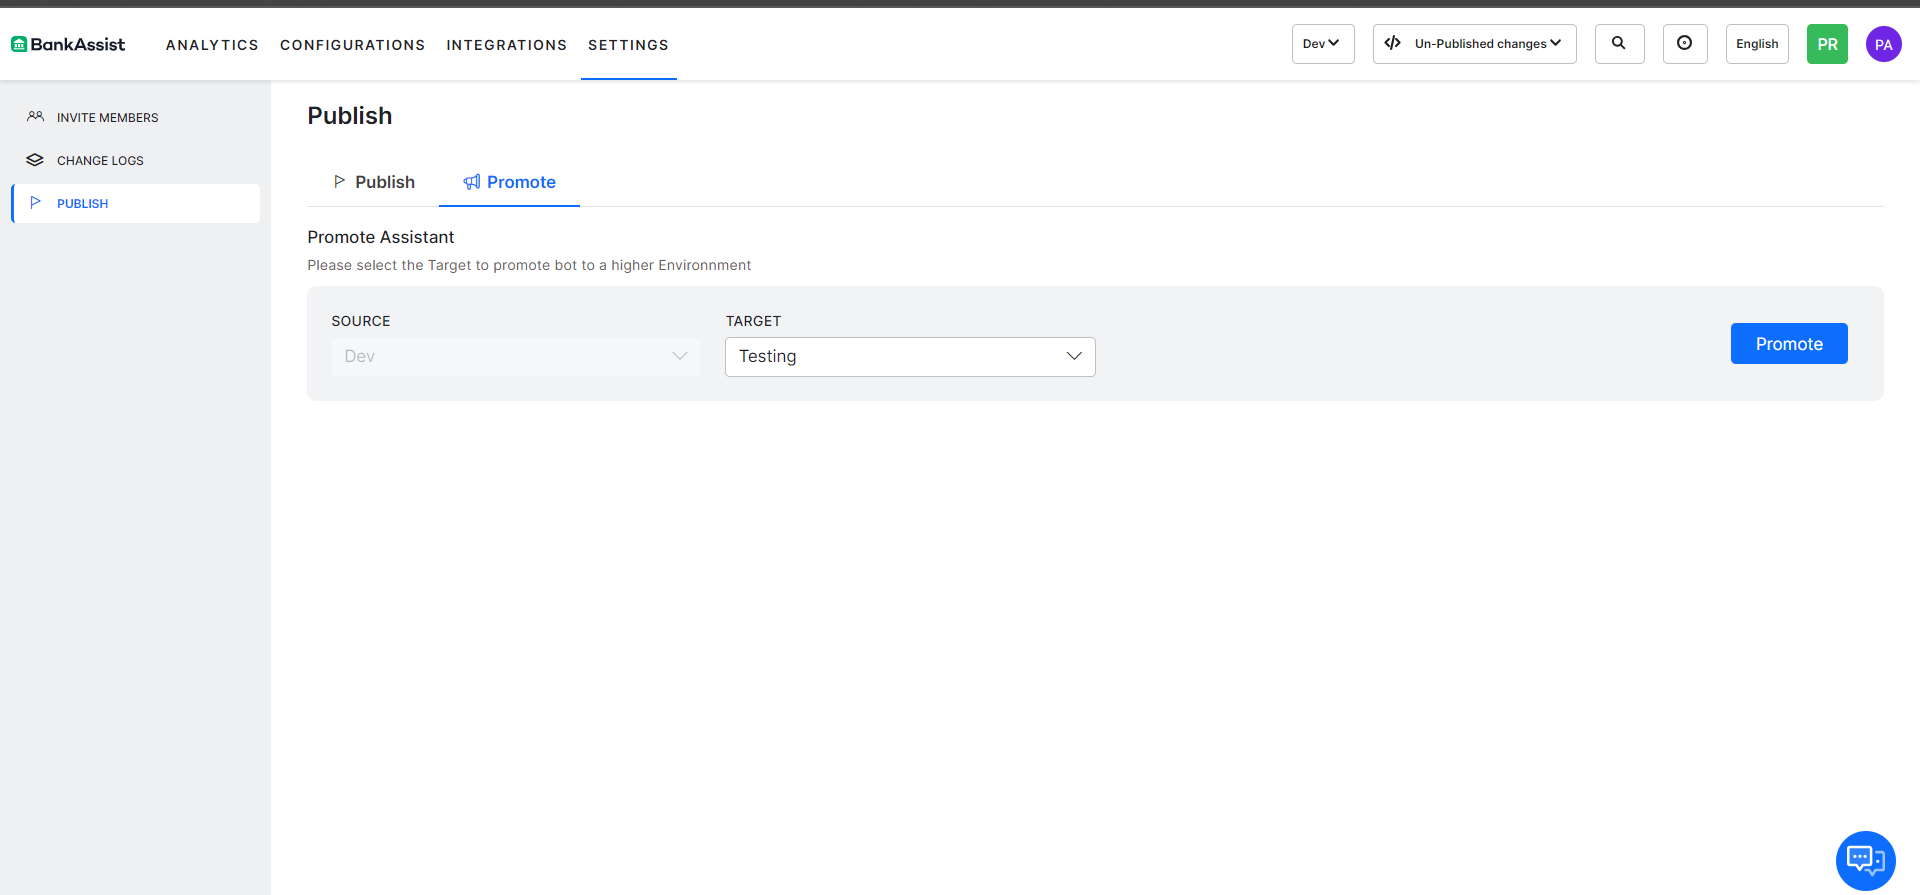 BankAssist ANALYTICS CONFIGURATIONS INTEGRATIONS SETTINGS Dev Un-Published changes English PR PA
INVITE MEMBERS
CHANGE LOGS
PUBLISH
Publish
Publish Promote
Promote Assistant
Please select the Target to promote bot to a higher Environnment
SOURCE TARGET
Dev Testing Promote